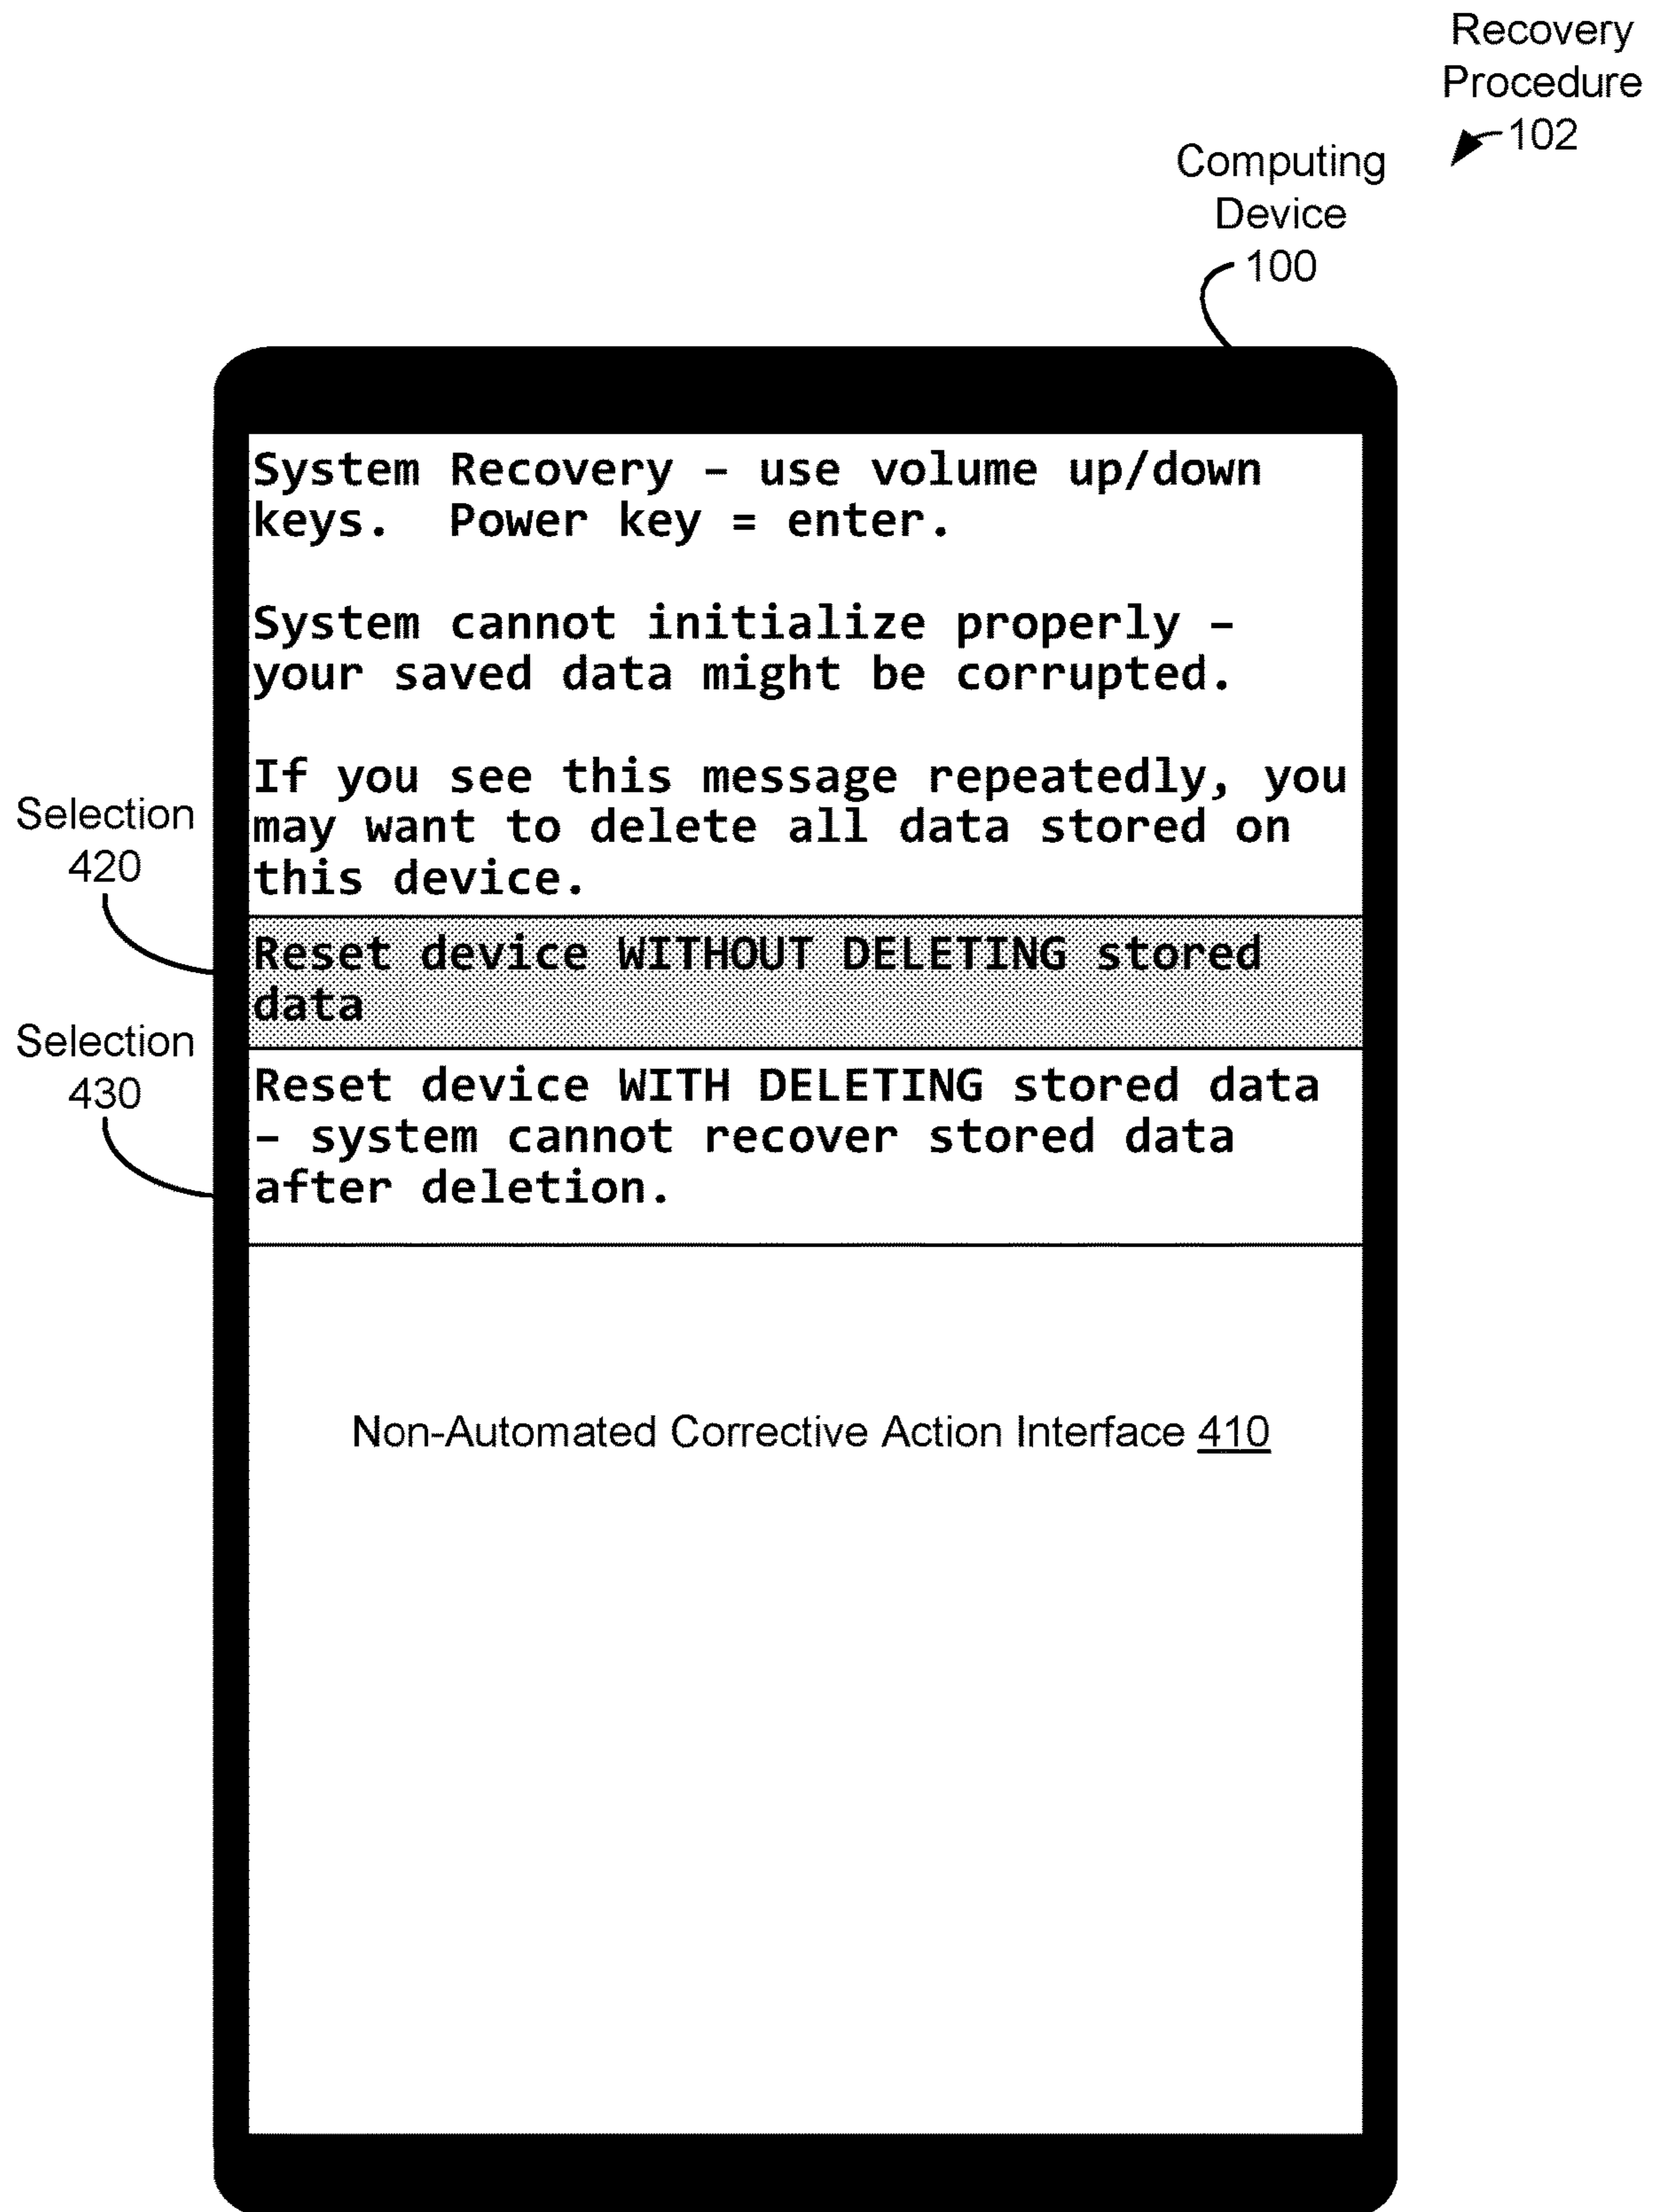 Recovery
Procedure
102
Computing
Device
100
System Recovery – use volume up/down
keys.  Power key = enter.
System cannot initialize properly –
your saved data might be corrupted.
If you see this message repeatedly, you
may want to delete all data stored on
this device.
Selection
420
Reset device WITHOUT DELETING stored
data
Selection
430
Reset device WITH DELETING stored data
– system cannot recover stored data
after deletion.
Non-Automated Corrective Action Interface 410